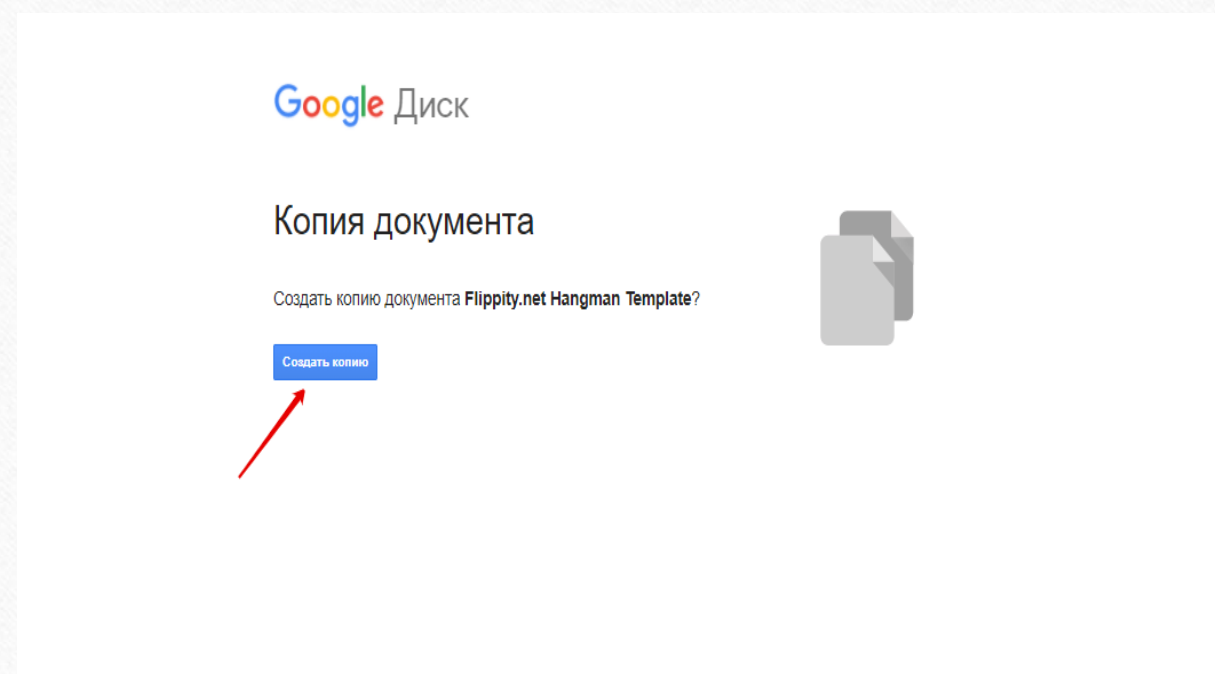 Google Диск
Копия документа
Создать копию документа Flippity.net Hangman Template?
Создать копию